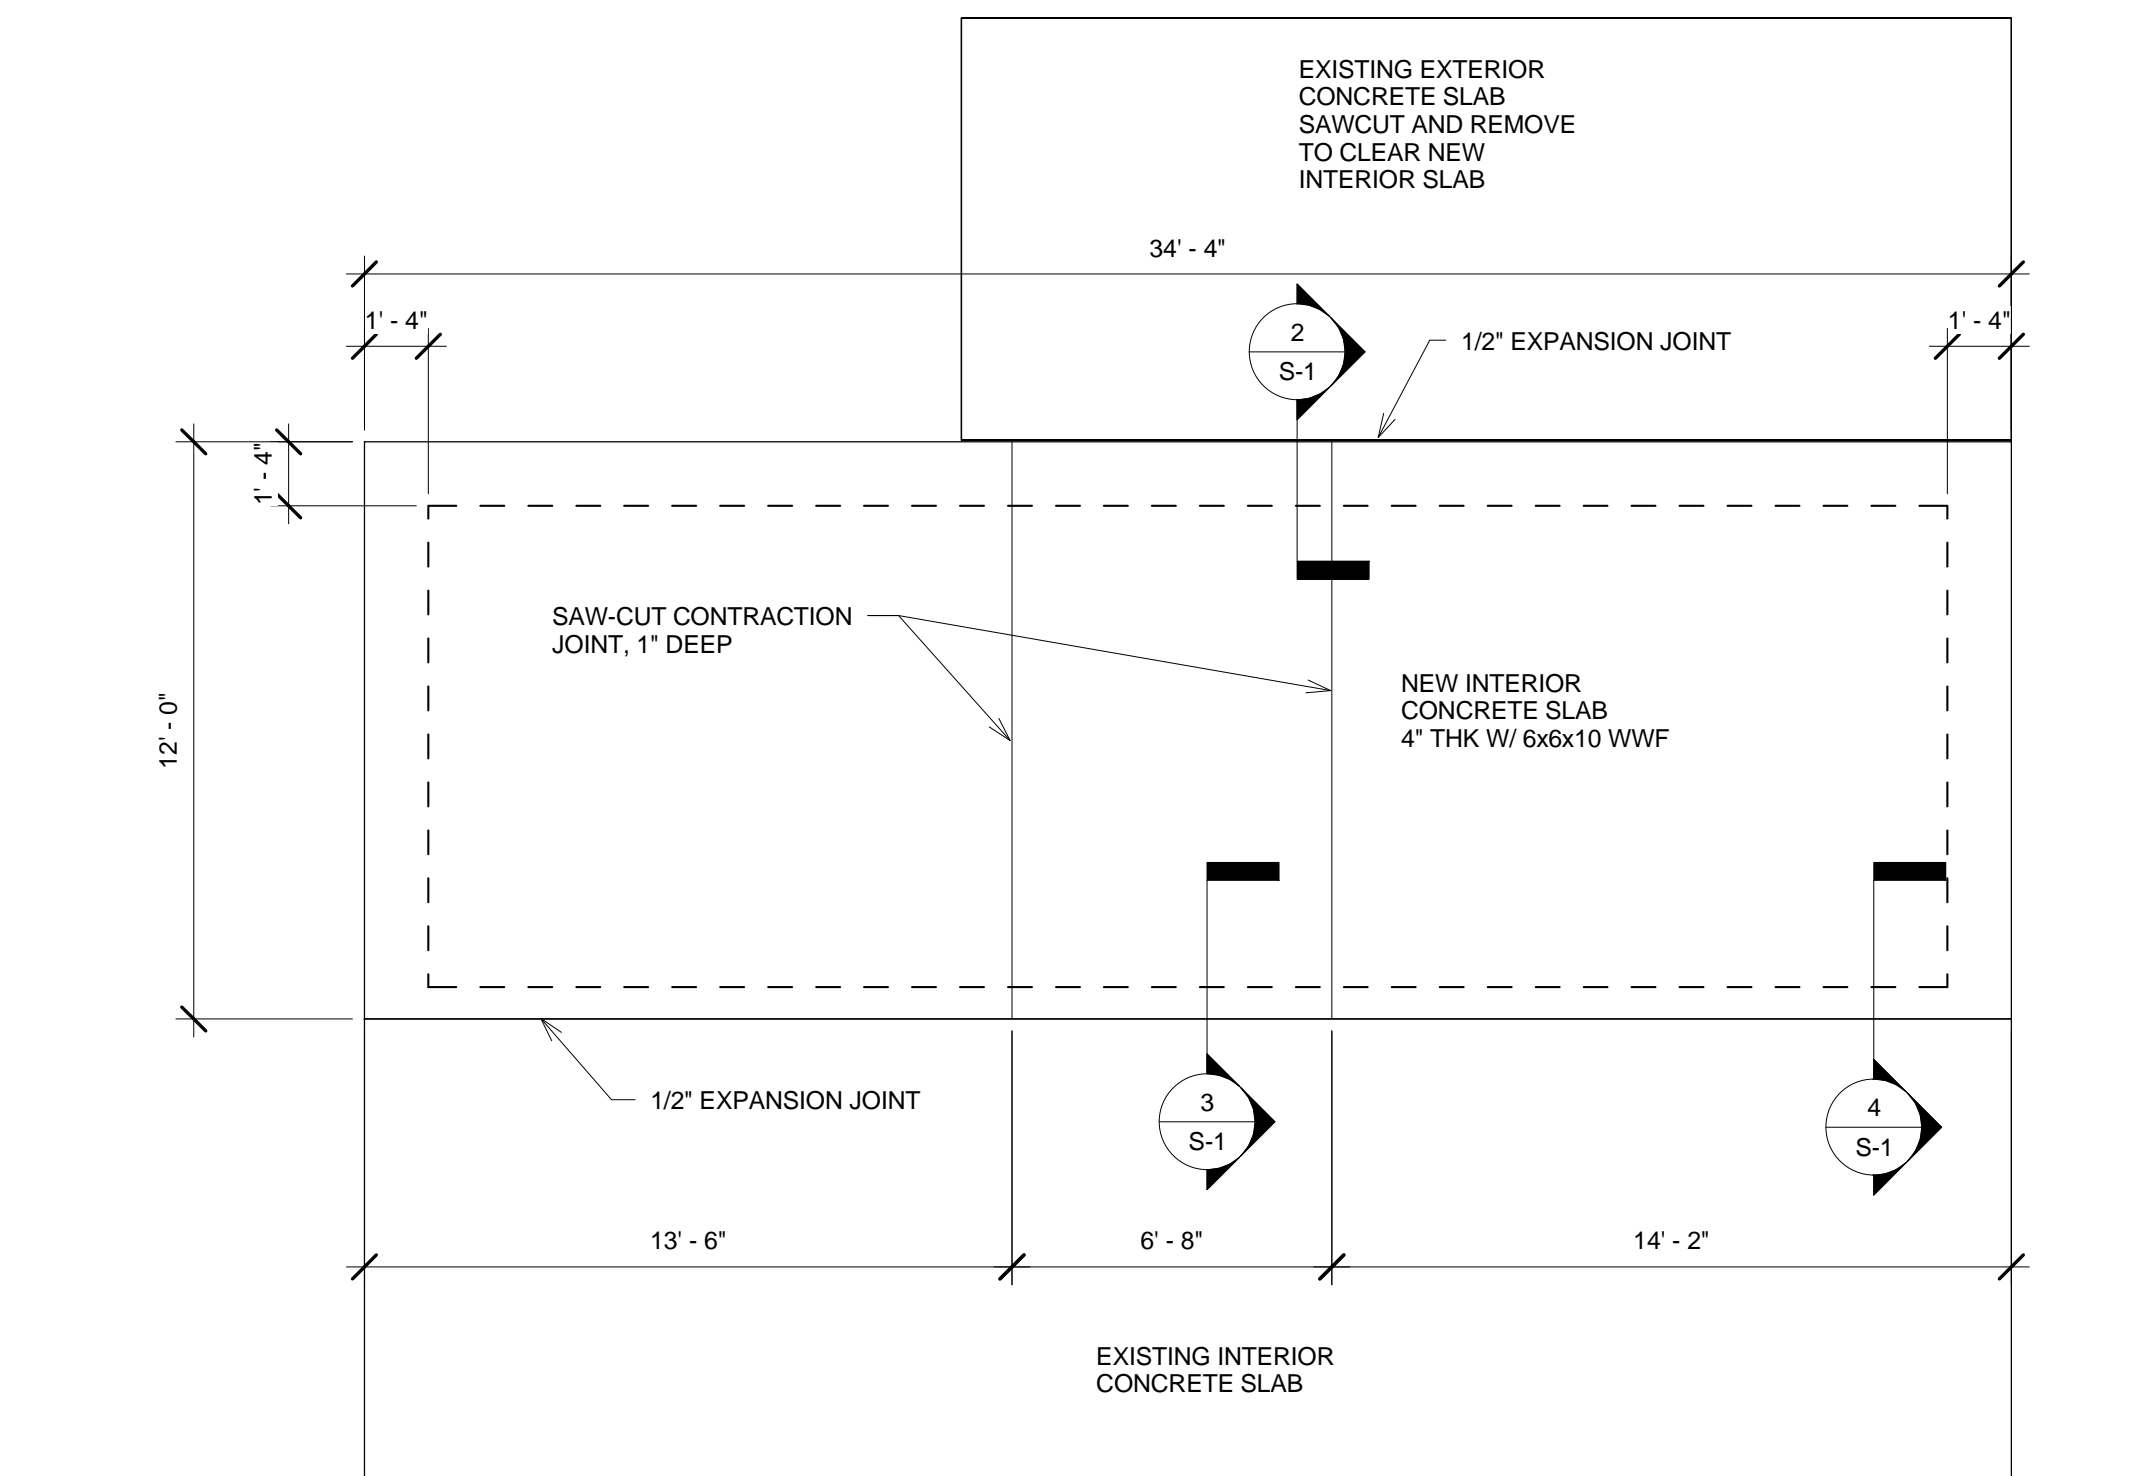 EXISTING EXTERIOR
CONCRETE SLAB
SAWCUT AND REMOVE
TO CLEAR NEW
INTERIOR SLAB
34' - 4"
1' - 4"
1' - 4"
2
S-1
1/2" EXPANSION JOINT
1' - 4"
SAW-CUT CONTRACTION
JOINT, 1" DEEP
NEW INTERIOR
CONCRETE SLAB
4" THK W/ 6x6x10 WWF
12' - 0"
1/2" EXPANSION JOINT
3
S-1
4
S-1
13' - 6"
6' - 8"
14' - 2"
EXISTING INTERIOR
CONCRETE SLAB